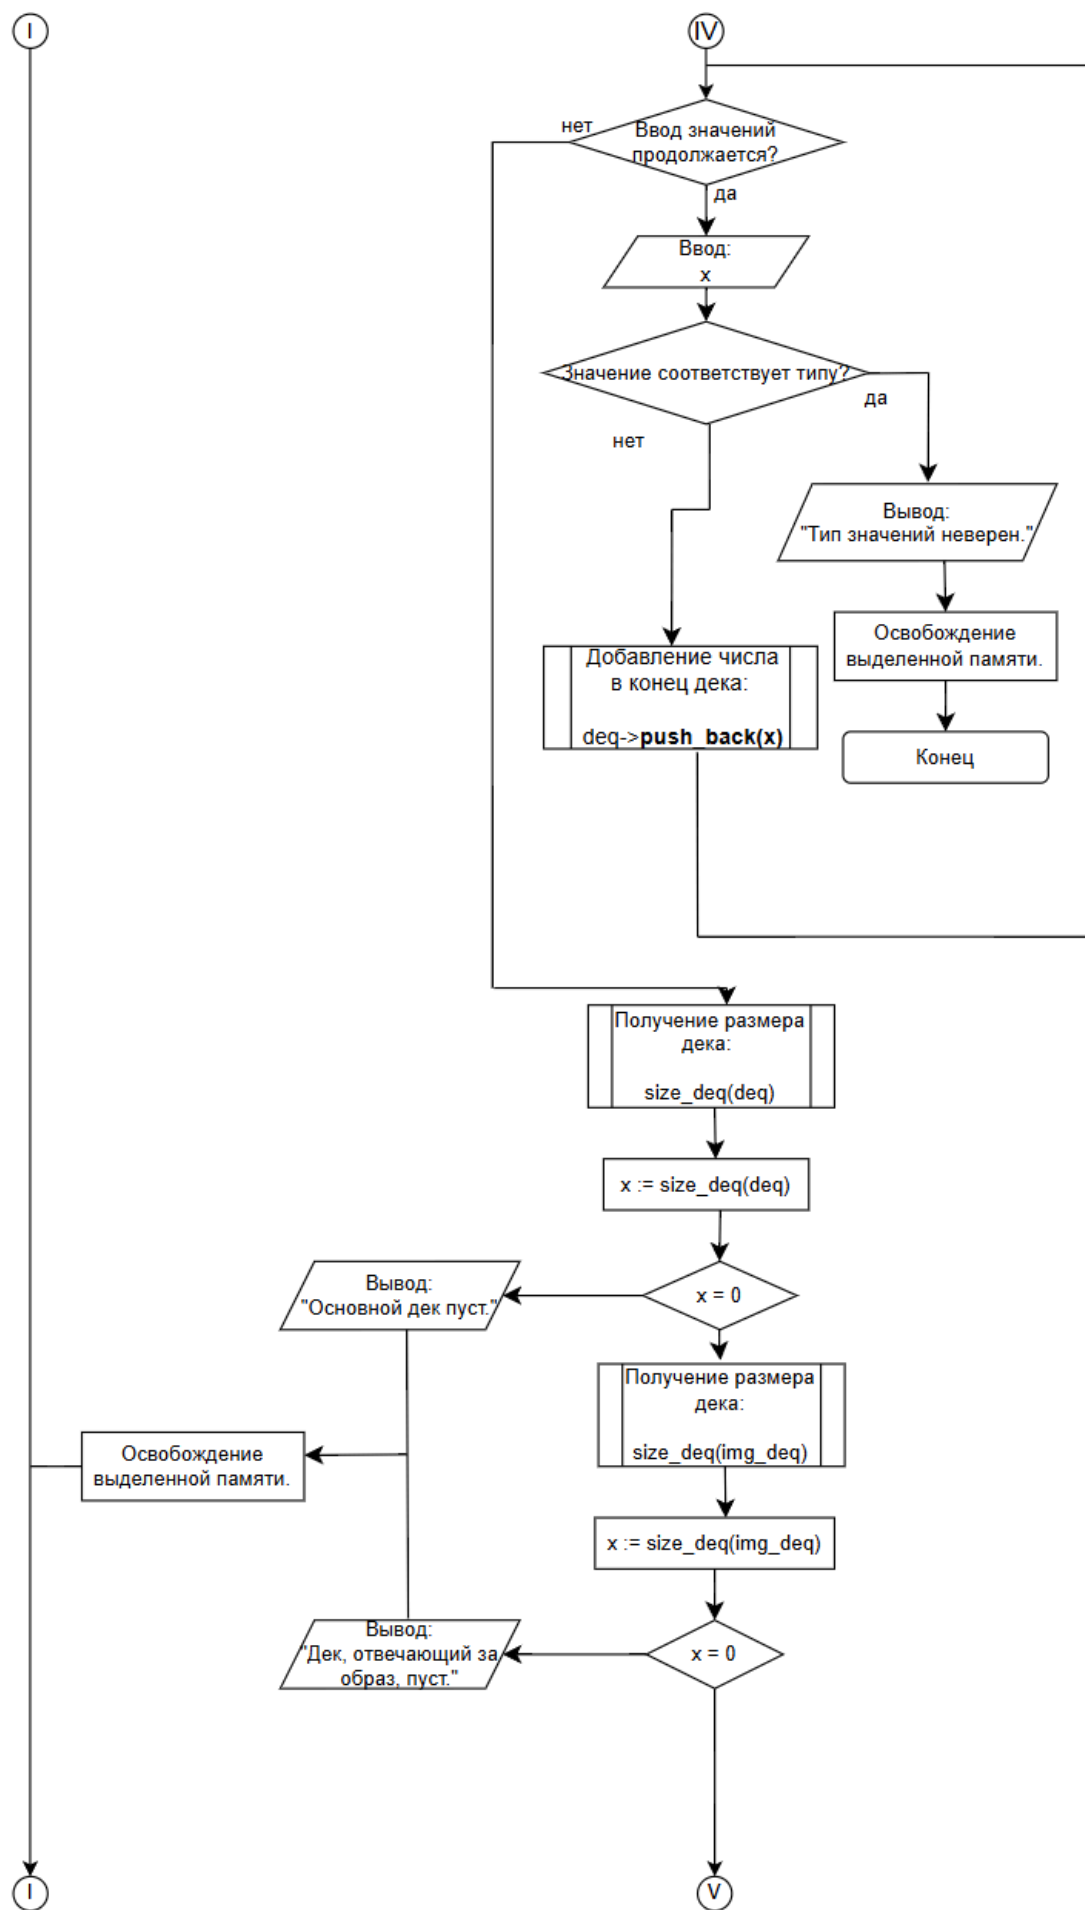 I
IV
нет
Ввод значений
продолжается?
да
Ввод:
x
Значение соответствует типу?
да
нет
Вывод:
"Тип значений неверен."
Освобождение
выделенной памяти.
Добавление числа
в конец дека:
deq->push_back(x)
Конец
Получение размера
дека:
size_deq(deq)
x := size_deq(deq)
Вывод:
"Основной дек пуст."
x = 0
Получение размера
дека:
size_deq(img_deq)
Освобождение
выделенной памяти.
x := size_deq(img_deq)
Вывод:
"Дек, отвечающий за
образ, пуст."
x = 0
I
V